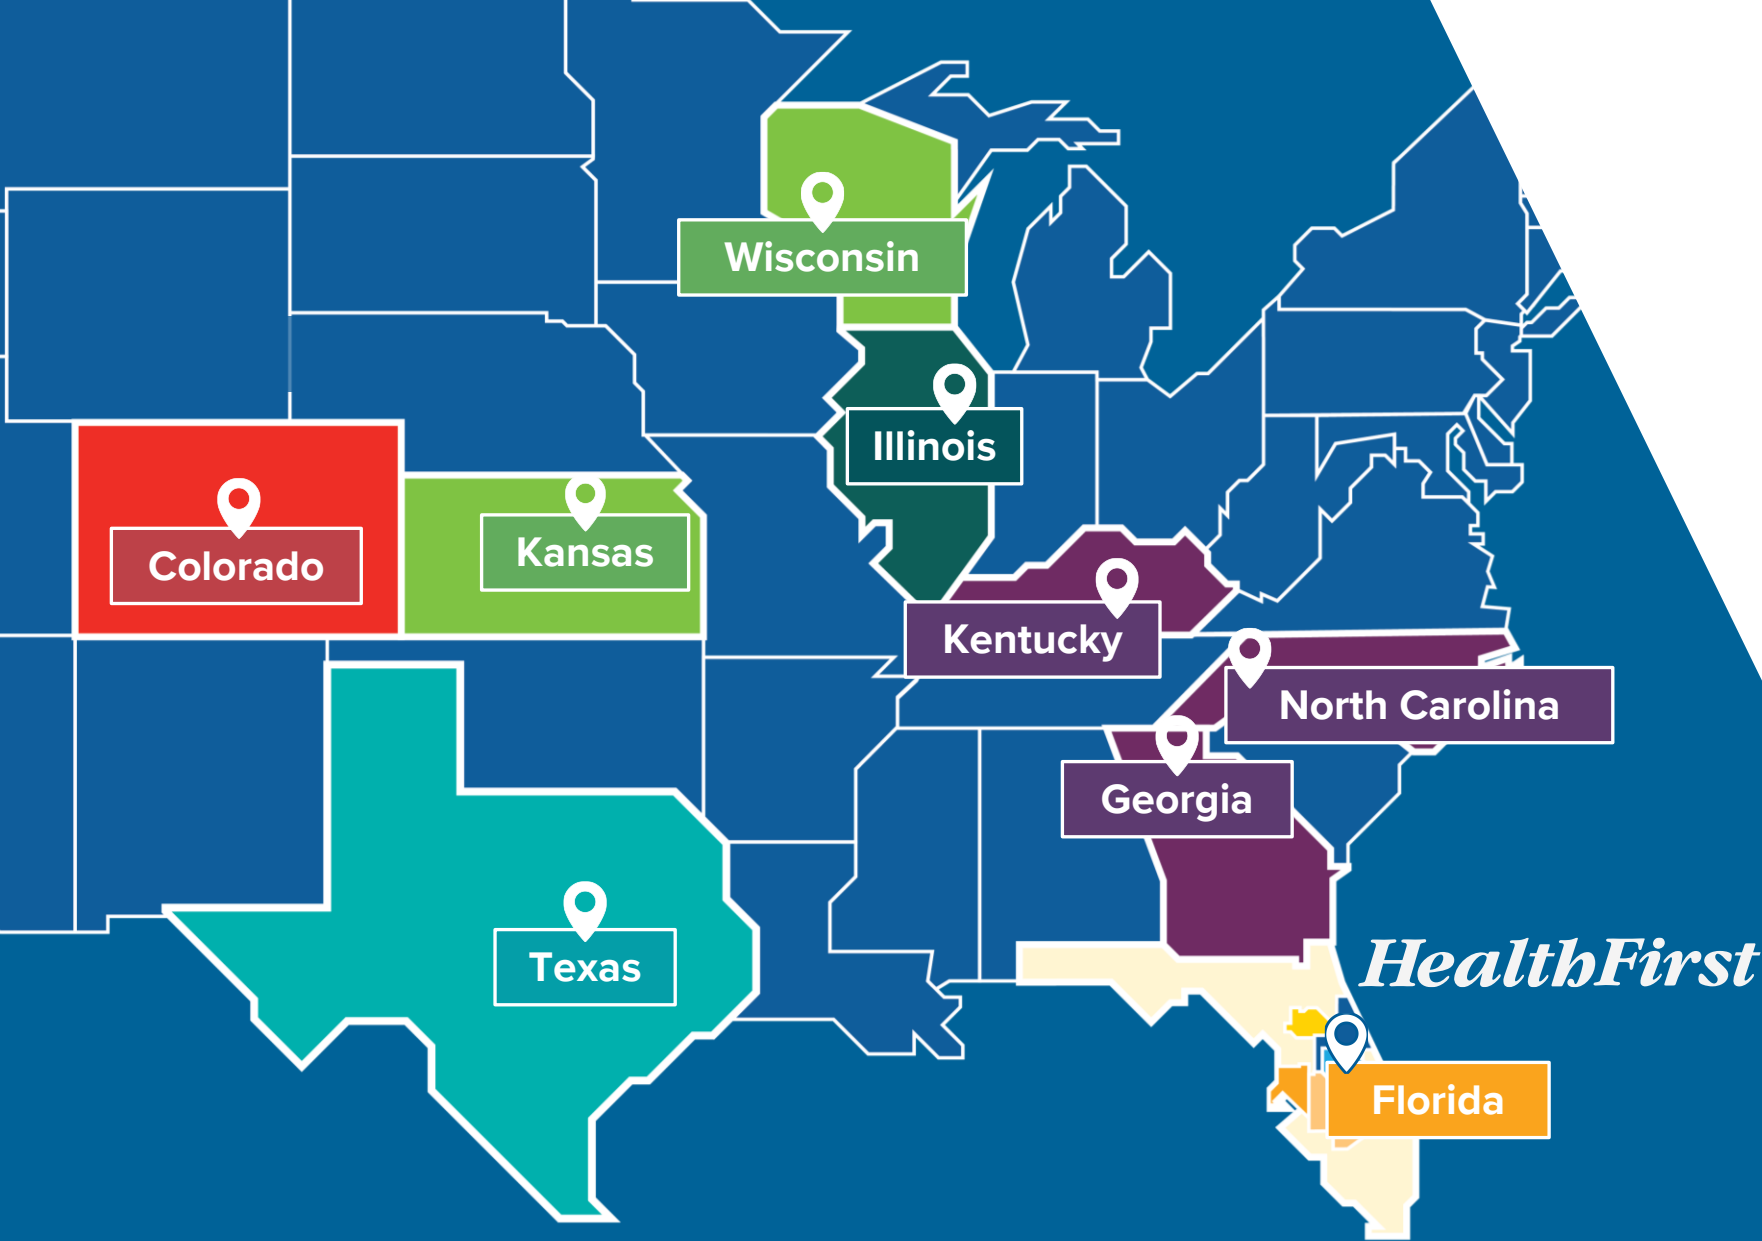 Wisconsin
Illinois
Kansas
Colorado
Kentucky
North Carolina
Georgia
HealthFirst
Texas
Florida